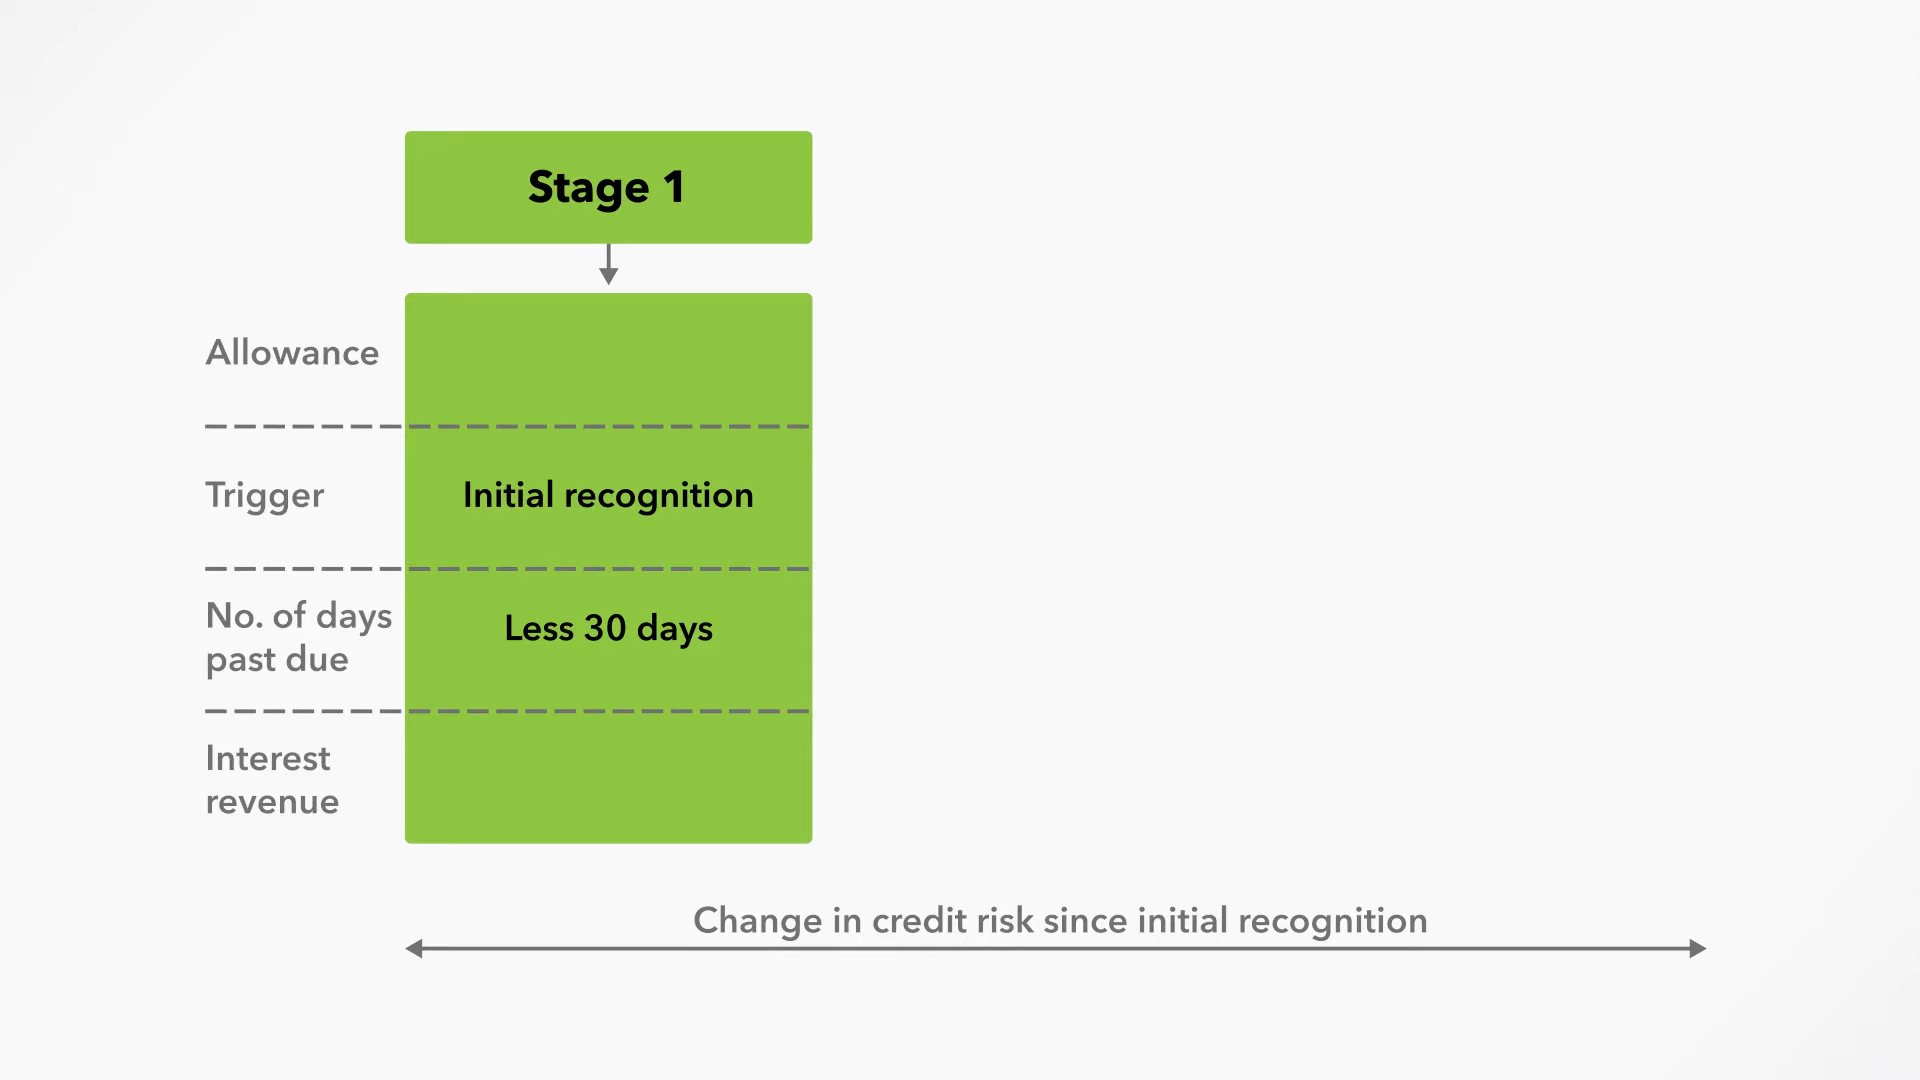 Stage 1
Allowance
Trigger
Initial recognition
No. of days
past due
Less 30 days
Interest
revenue
Change in credit risk since initial recognition